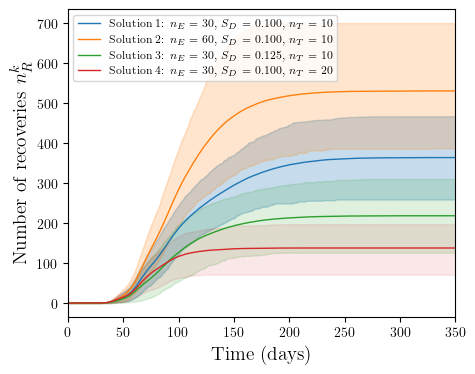 Solution 1: n_E = 30, S_D = 0.100, n_T = 10
Solution 2: n_E = 60, S_D = 0.100, n_T = 10
Solution 3: n_E = 30, S_D = 0.125, n_T = 10
Solution 4: n_E = 30, S_D = 0.100, n_T = 20
Number of recoveries n_R^k
700
600
500
400
300
200
100
0
0 50 100 150 200 250 300 350
Time (days)